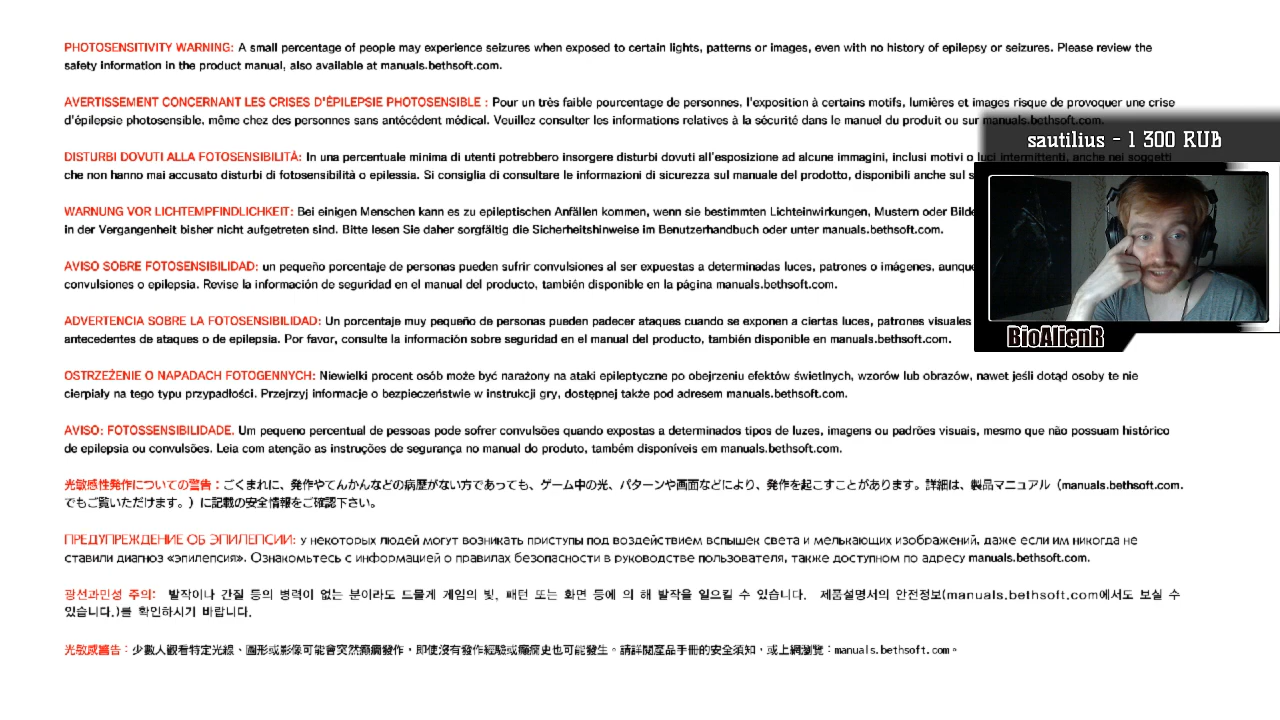 PHOTOSENSITIVITY WARNING: A small percentage of people may experience seizures when exposed to certain lights, patterns or images, even with no history of epilepsy or seizures. Please review the
safety information in the product manual, also available at manuals.bethsoft.com.
AVERTISSEMENT CONCERNANT LES CRISES D'ÉPILEPSIE PHOTOSENSIBLE : Pour un très faible pourcentage de personnes, l'exposition à certains motifs, lumières et images risque de provoquer une crise
d'épilepsie photosensible, même chez des personnes sans antécédent médical. Veuillez consulter les informations relatives à la sécurité dans le manuel du produit ou sur manuals.bethsoft.com.
sautilius - 1 300 RUB
DISTURBI DOVUTI ALLA FOTOSENSIBILITÀ: In una percentuale minima di utenti potrebbero insorgere disturbi dovuti all'esposizione ad alcune immagini, inclusi motivi o luci intermittenti, anche nei soggetti
che non hanno mai accusato disturbi di fotosensibilità o epilessia. Si consiglia di consultare le informazioni di sicurezza sul manuale del prodotto, disponibili anche sul s
WARNUNG VOR LICHTEMPFINDLICHKEIT: Bei einigen Menschen kann es zu epileptischen Anfällen kommen, wenn sie bestimmten Lichteinwirkungen, Mustern oder Bilde
in der Vergangenheit bisher nicht aufgetreten sind. Bitte lesen Sie daher sorgfältig die Sicherheitshinweise im Benutzerhandbuch oder unter manuals.bethsoft.com.
AVISO SOBRE FOTOSENSIBILIDAD: un pequeño porcentaje de personas pueden sufrir convulsiones al ser expuestas a determinadas luces, patrones o imágenes, aunque
convulsiones o epilepsia. Revise la información de seguridad en el manual del producto, también disponible en la página manuals.bethsoft.com.
ADVERTENCIA SOBRE LA FOTOSENSIBILIDAD: Un porcentaje muy pequeño de personas pueden padecer ataques cuando se exponen a ciertas luces, patrones visuales
antecedentes de ataques o de epilepsia. Por favor, consulte la información sobre seguridad en el manual del producto, también disponible en manuals.bethsoft.com.
BioAlienR
OSTRZEŻENIE O NAPADACH FOTOGENNYCH: Niewielki procent osób może być narażony na ataki epileptyczne po obejrzeniu efektów świetlnych, wzorów lub obrazów, nawet jeśli dotąd osoby te nie
cierpiały na tego typu przypadłości. Przejrzyj informacje o bezpieczeństwie w instrukcji gry, dostępnej także pod adresem manuals.bethsoft.com.
AVISO: FOTOSSENSIBILIDADE. Um pequeno percentual de pessoas pode sofrer convulsões quando expostas a determinados tipos de luzes, imagens ou padrões visuais, mesmo que não possuam histórico
de epilepsia ou convulsões. Leia com atenção as instruções de segurança no manual do produto, também disponíveis em manuals.bethsoft.com.
光敏感性発作についての警告：ごくまれに、発作やてんかんなどの病歴がない方であっても、ゲーム中の光、パターンや画面などにより、発作を起こすことがあります。詳細は、製品マニュアル（manuals.bethsoft.com.
でもご覧いただけます。）に記載の安全情報をご確認下さい。
ПРЕДУПРЕЖДЕНИЕ ОБ ЭПИЛЕПСИИ: у некоторых людей могут возникать приступы под воздействием вспышек света и мелькающих изображений, даже если им никогда не
ставили диагноз «эпилепсия». Ознакомьтесь с информацией о правилах безопасности в руководстве пользователя, также доступном по адресу manuals.bethsoft.com.
광선과민성 주의: 발작이나 간질 등의 병력이 없는 분이라도 드물게 게임의 빛, 패턴 또는 화면 등에 의 해 발작을 일으킬 수 있습니다. 제품설명서의 안전정보(manuals.bethsoft.com에서도 보실 수
있습니다.)를 확인하시기 바랍니다.
光敏感警告：少數人觀看特定光線、圖形或影像可能會突然癲癇發作，即使沒有發作經驗或癲癇史也可能發生。請詳閱產品手冊的安全須知，或上網瀏覽：manuals.bethsoft.com。